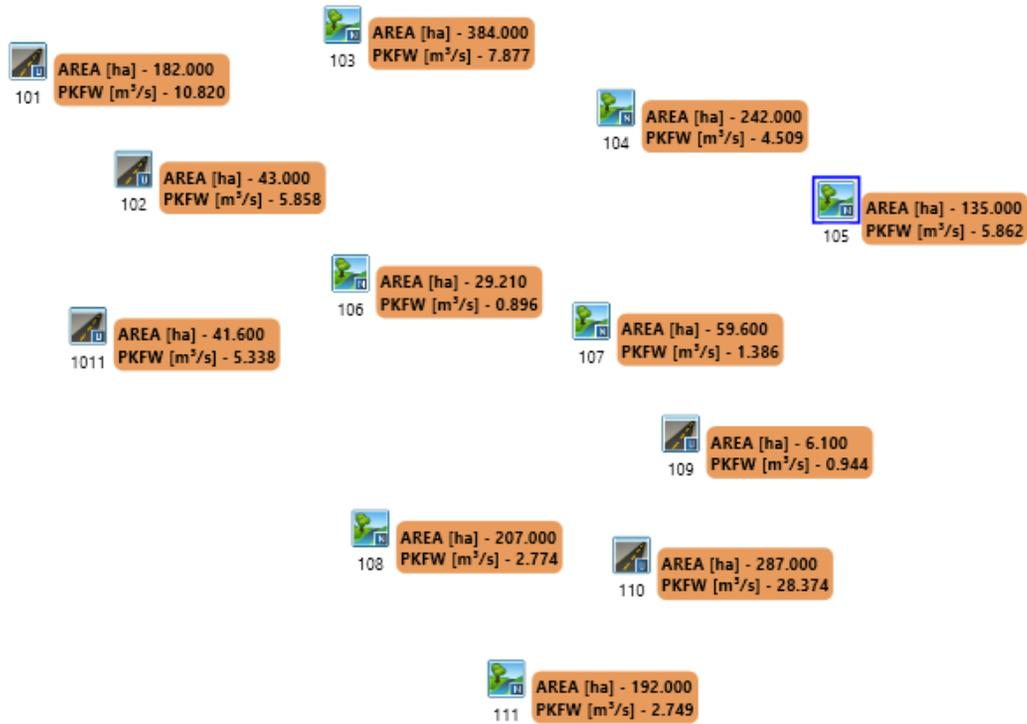 AREA [ha] - 384.000
PKFW [m³/s] - 7.877
103
AREA [ha] - 182.000
PKFW [m³/s] - 10.820
U
101
N
AREA [ha] - 242.000
PKFW [m³/s] - 4.509
N
104
AREA [ha] - 43.000
PKFW [m³/s] - 5.858
U
102
AREA [ha] - 135.000
PKFW [m³/s] - 5.862
N
105
AREA [ha] - 29.210
PKFW [m³/s] - 0.896
N
106
AREA [ha] - 41.600
PKFW [m³/s] - 5.338
U
1011
AREA [ha] - 59.600
PKFW [m³/s] - 1.386
N
107
AREA [ha] - 6.100
PKFW [m³/s] - 0.944
U
109
AREA [ha] - 207.000
PKFW [m³/s] - 2.774
N
108
AREA [ha] - 287.000
PKFW [m³/s] - 28.374
U
110
AREA [ha] - 192.000
PKFW [m³/s] - 2.749
N
111